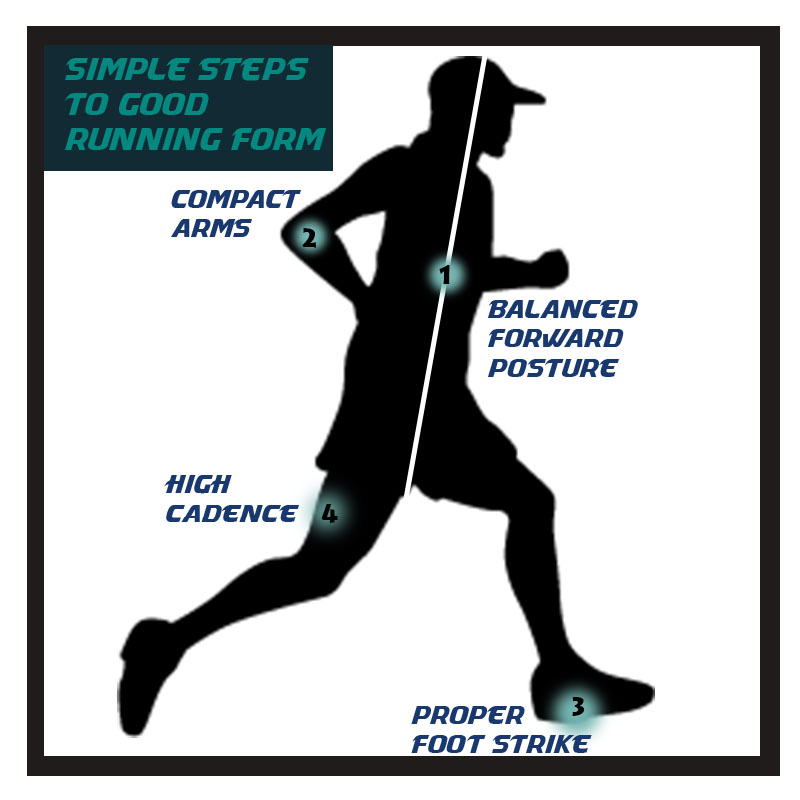 SIMPLE STEPS
TO GOOD
RUNNING FORM
COMPACT
ARMS
2
1
BALANCED
FORWARD
POSTURE
HIGH
CADENCE
4
3
PROPER
FOOT STRIKE